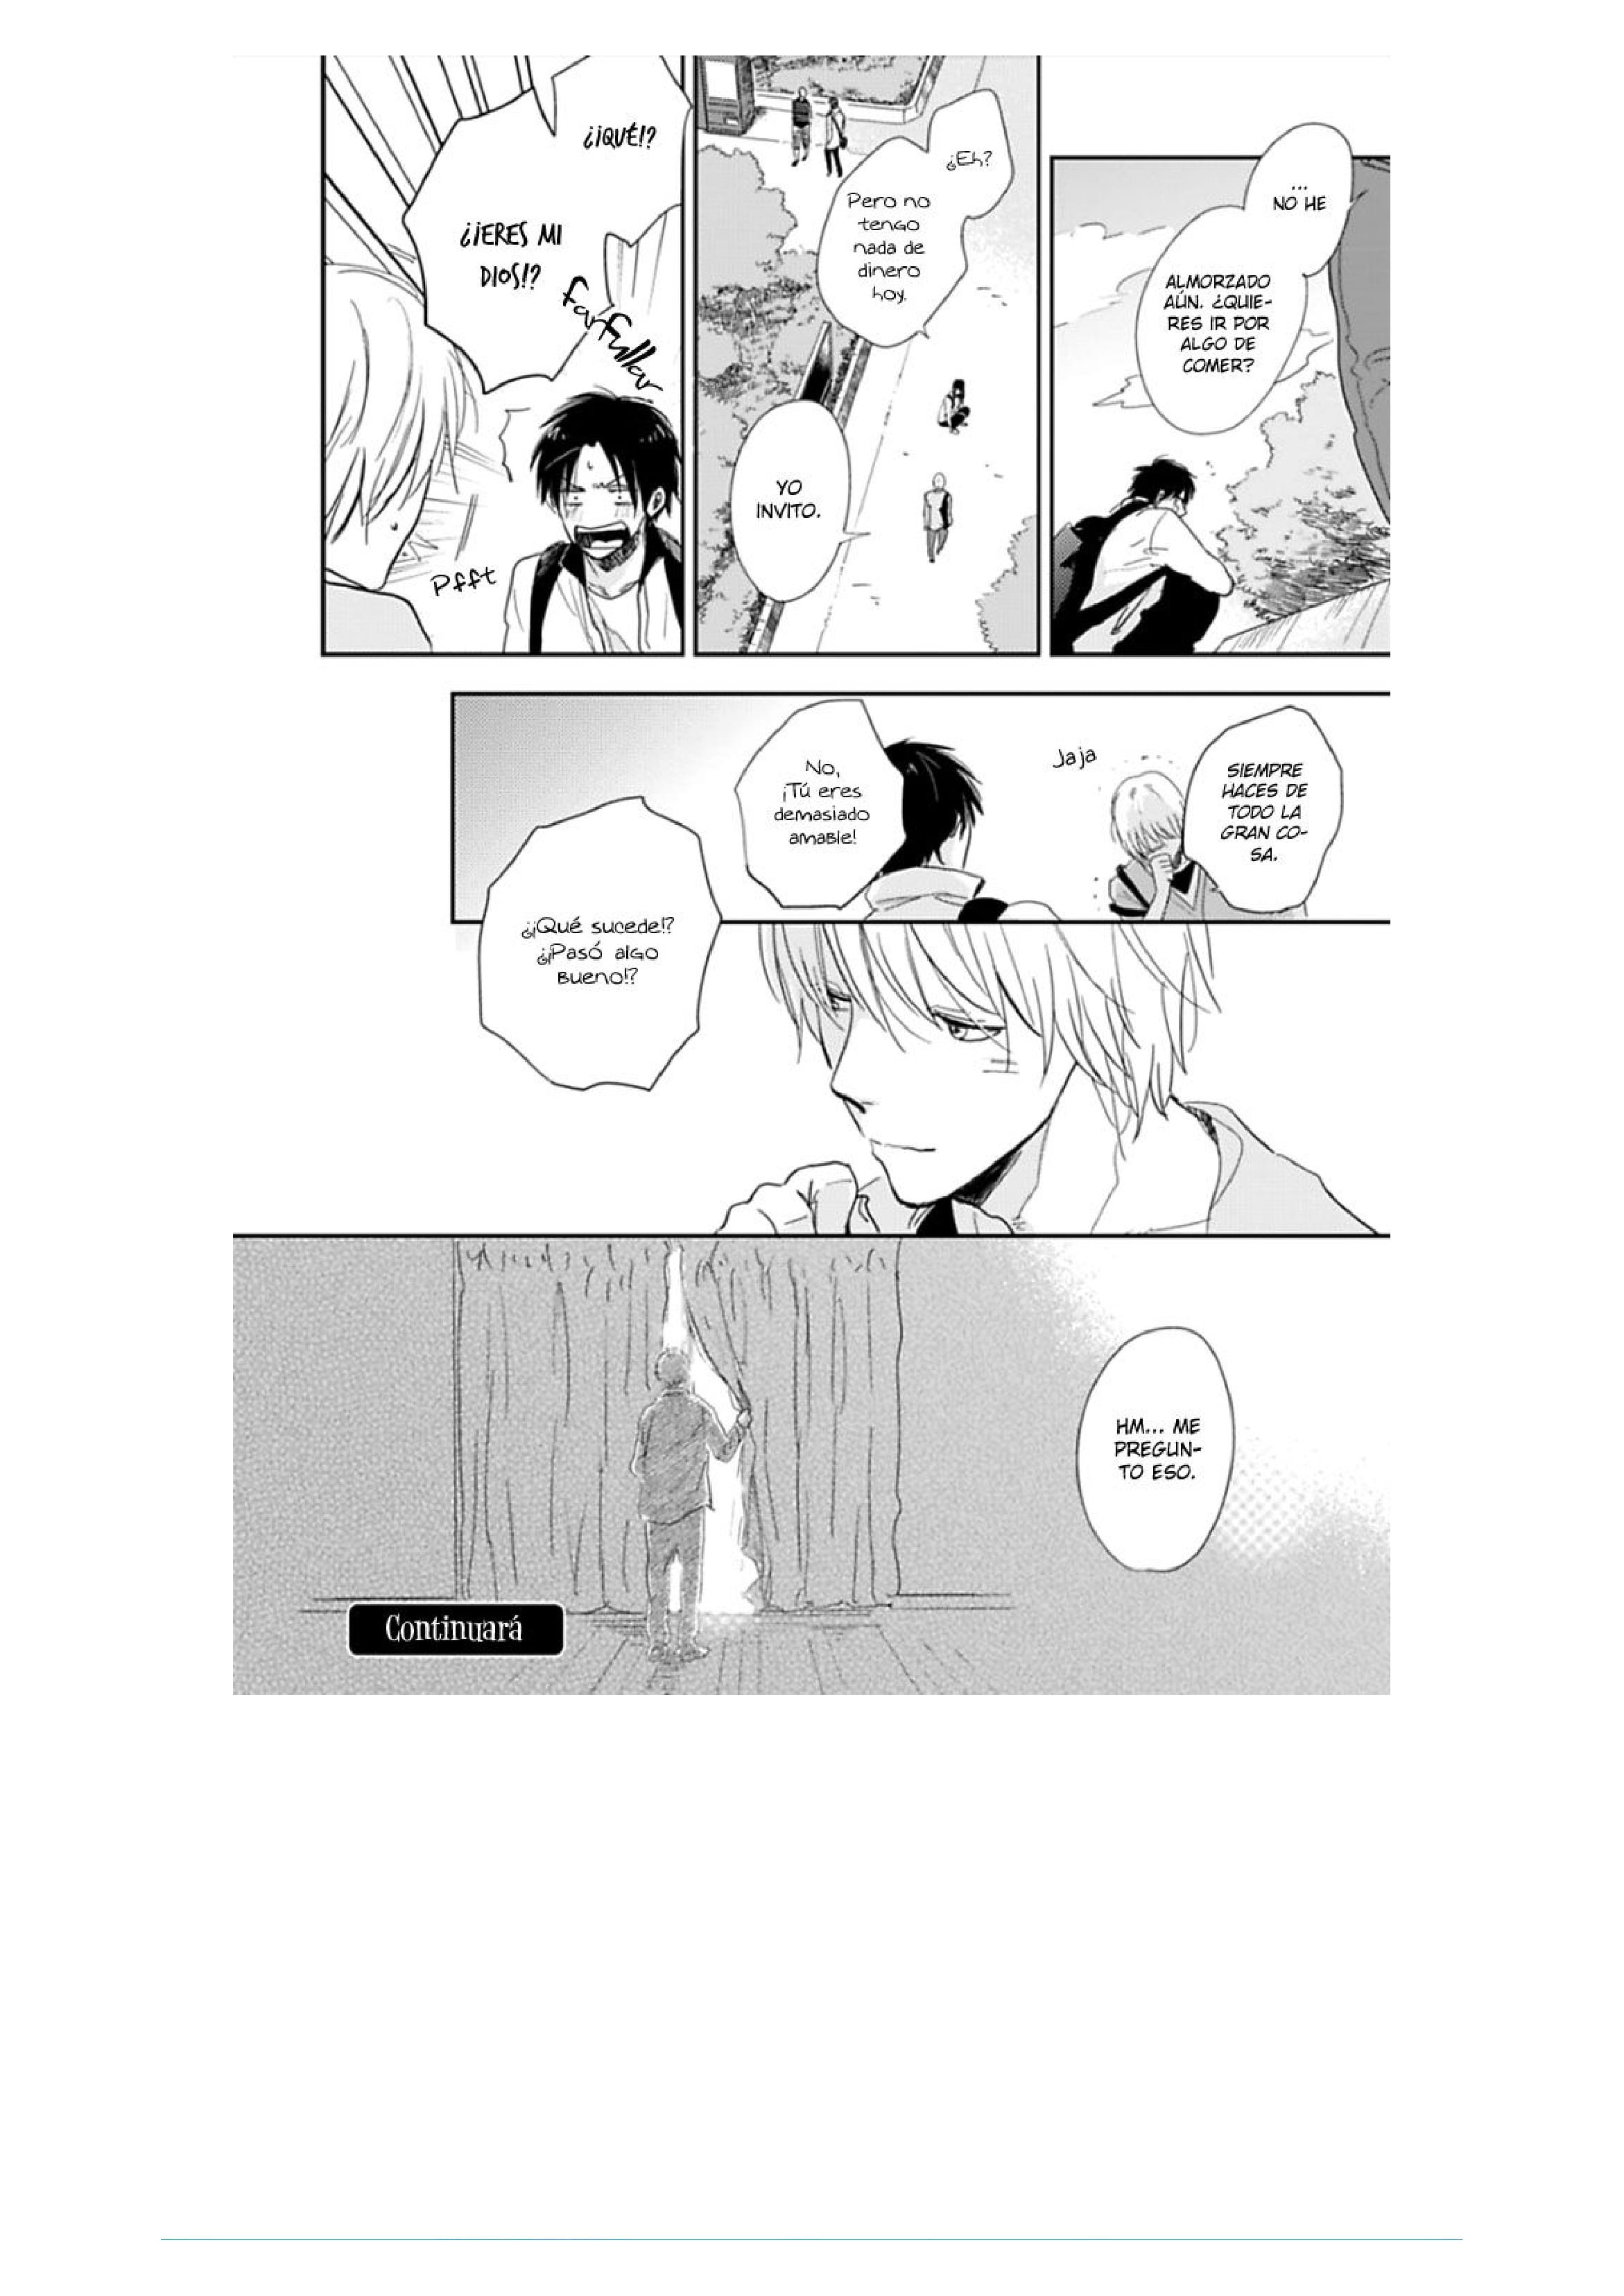 ...
NO HE
ALMORZADO
AÚN. ¿QUIE-
RES IR POR
ALGO DE
COMER?
¿Eh?
Pero no
tengo
nada de
dinero
hoy.
YO
INVITO.
¿¡QUÉ!?
¿¡ERES MI
DIOS!?
farfullar
Pfft
SIEMPRE
HACES DE
TODO LA
GRAN CO-
SA.
Jaja
No,
¡Tú eres
demasiado
amable!
¿¡Qué sucede!?
¿¡Pasó algo
bueno!?
HM... ME
PREGUN-
TO ESO.
Continuará